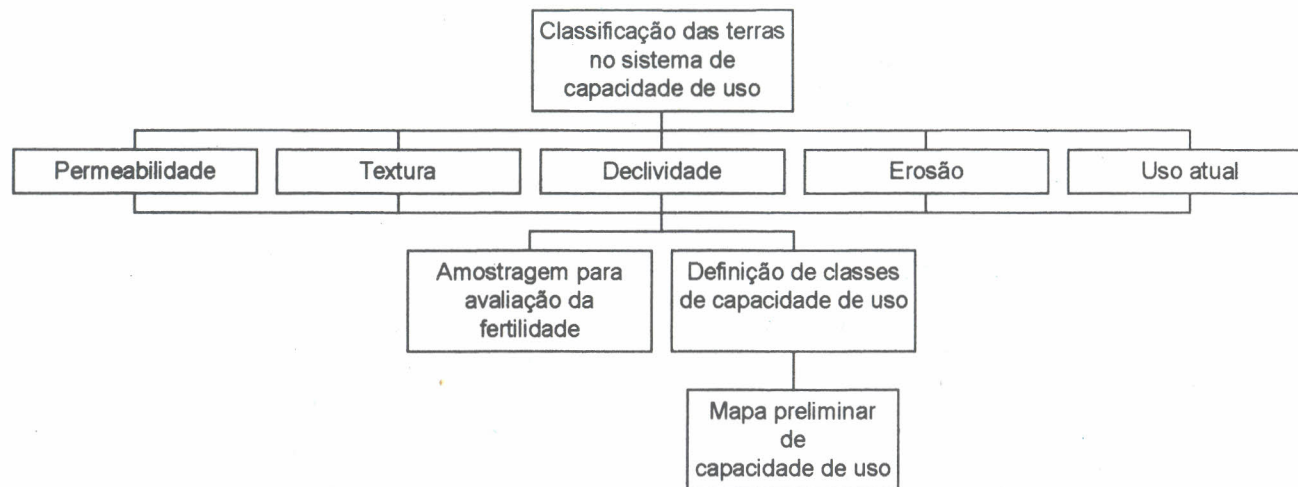 Classificação das terras
no sistema de
capacidade de uso
Permeabilidade
Textura
Declividade
Erosão
Uso atual
Amostragem para
avaliação da
fertilidade
Definição de classes
de capacidade de uso
Mapa preliminar
de
capacidade de uso